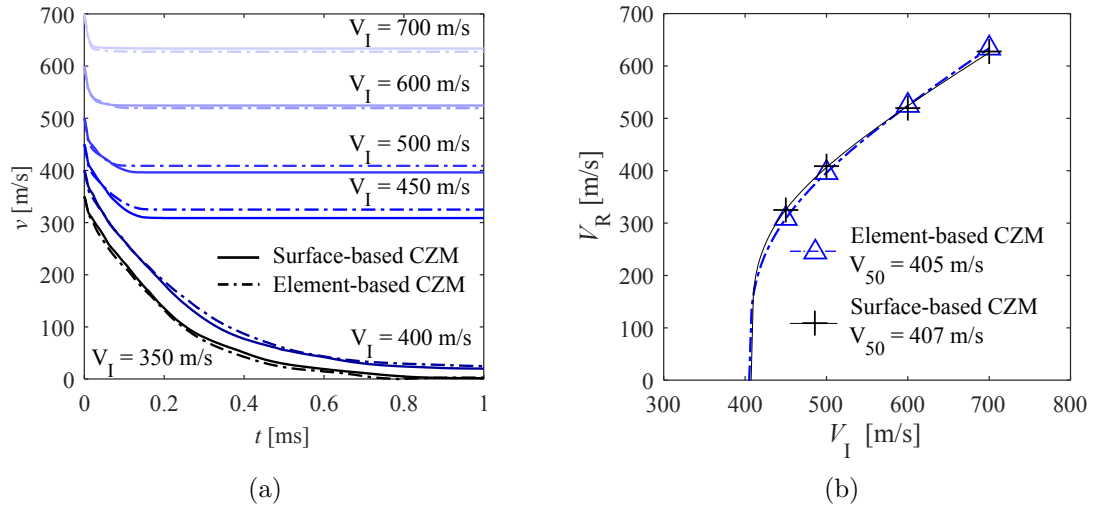 700
600
500
400
300
200
100
0
v [m/s]
V_I = 700 m/s
V_I = 600 m/s
V_I = 500 m/s
V_I = 450 m/s
Surface-based CZM
Element-based CZM
V_I = 400 m/s
V_I = 350 m/s
0 0.2 0.4 0.6 0.8 1
t [ms]
(a)
700
600
500
400
300
200
100
0
V_R [m/s]
Element-based CZM
V_50 = 405 m/s
Surface-based CZM
V_50 = 407 m/s
300 400 500 600 700 800
V_I [m/s]
(b)